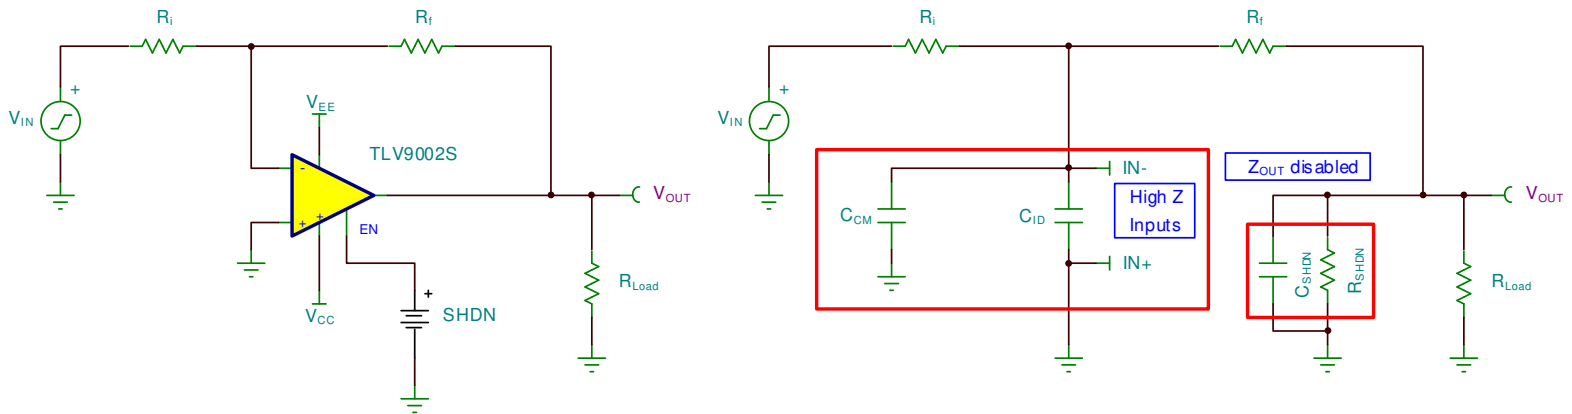 Ri
Rf
+
VIN
VEE
TLV9002S
-
+
+
EN
VCC
+
SHDN
VOUT
RLoad
Ri
Rf
+
VIN
IN-
CCM
CID
High Z
Inputs
IN+
ZOUT disabled
CSHDN
RSHDN
VOUT
RLoad